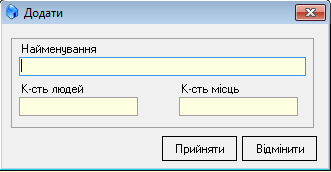 Додати
Найменування
К-сть людей К-сть місць
Прийняти Відмінити